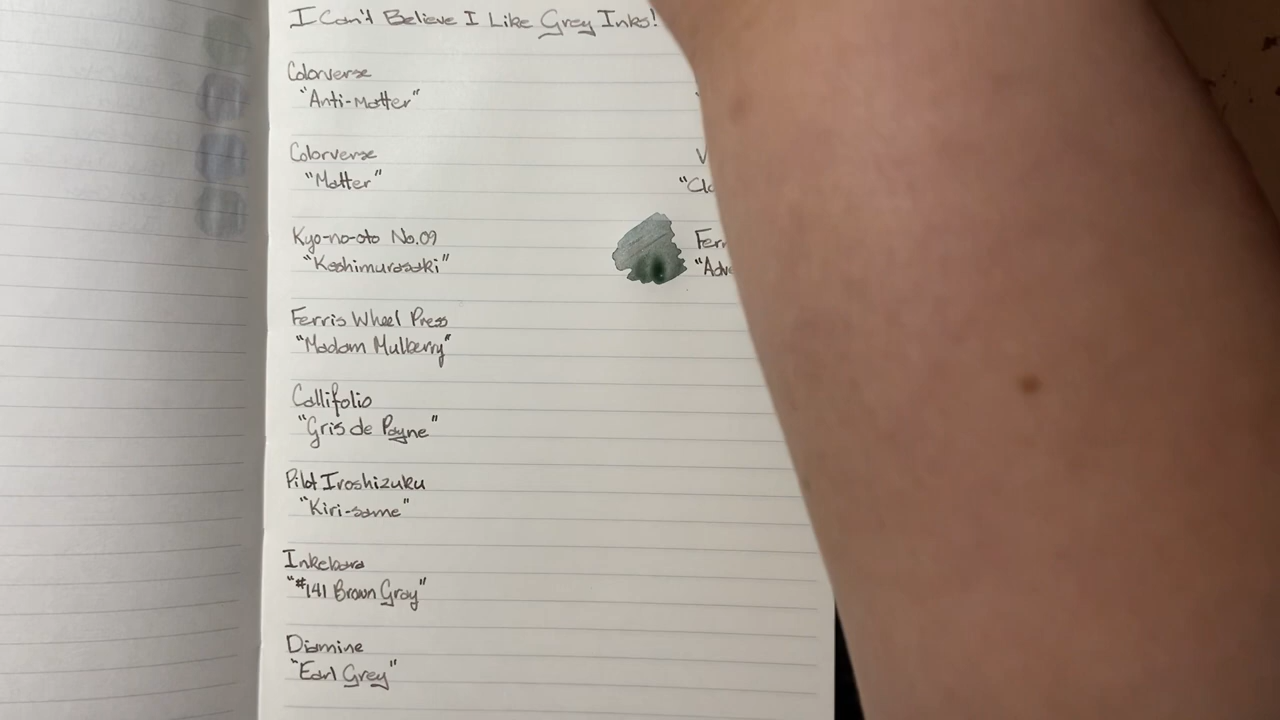 I Can't Believe I Like Grey Inks!
Colorverse
"Anti-Matter"
Colorverse
"Matter"
Kyo-no-oto No.09
"Koshimurasaki"
Ferris Wheel Press
"Madam Mulberry"
Callifolio
"Gris de Payne"
Pilot Iroshizuku
"Kiri-same"
Inkebara
"#141 Brown Gray"
Diamine
"Earl Grey"